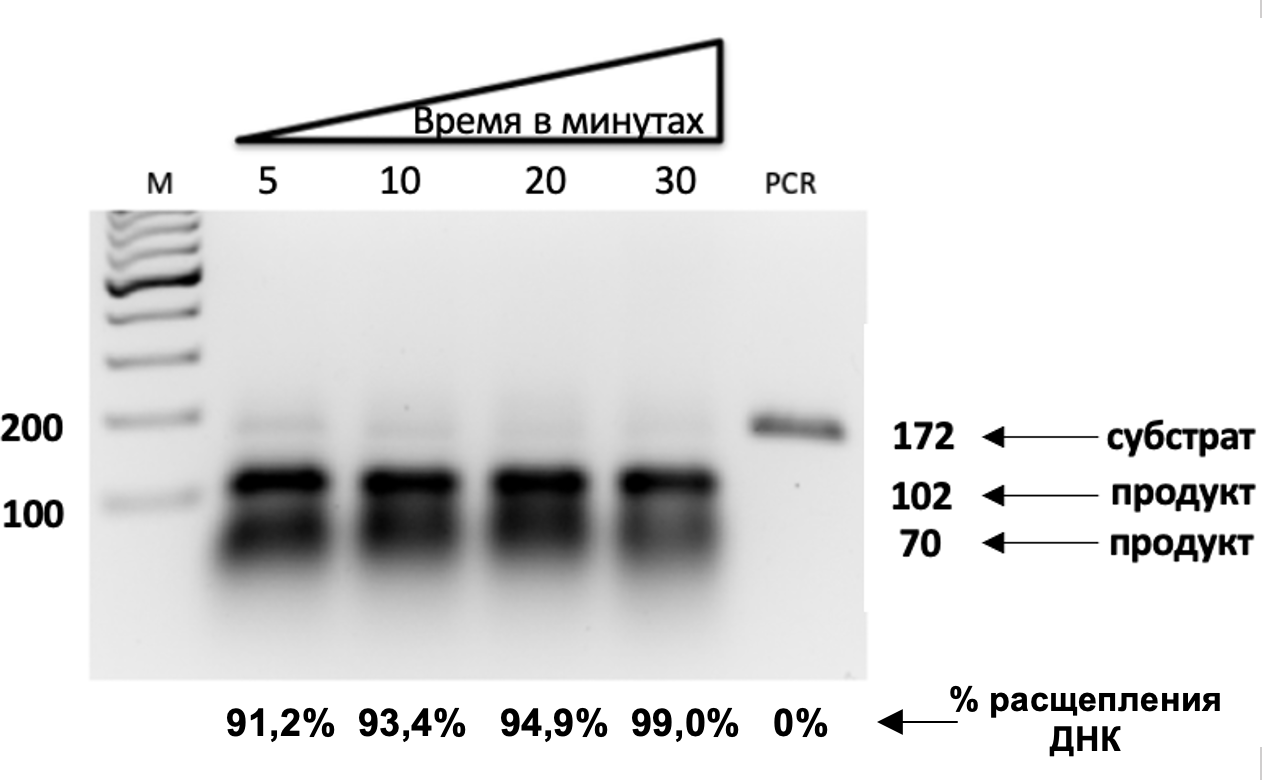 Время в минутах
M 5 10 20 30 PCR
200
100
172 субстрат
102 продукт
70 продукт
91,2% 93,4% 94,9% 99,0% 0%
% расщепления
ДНК